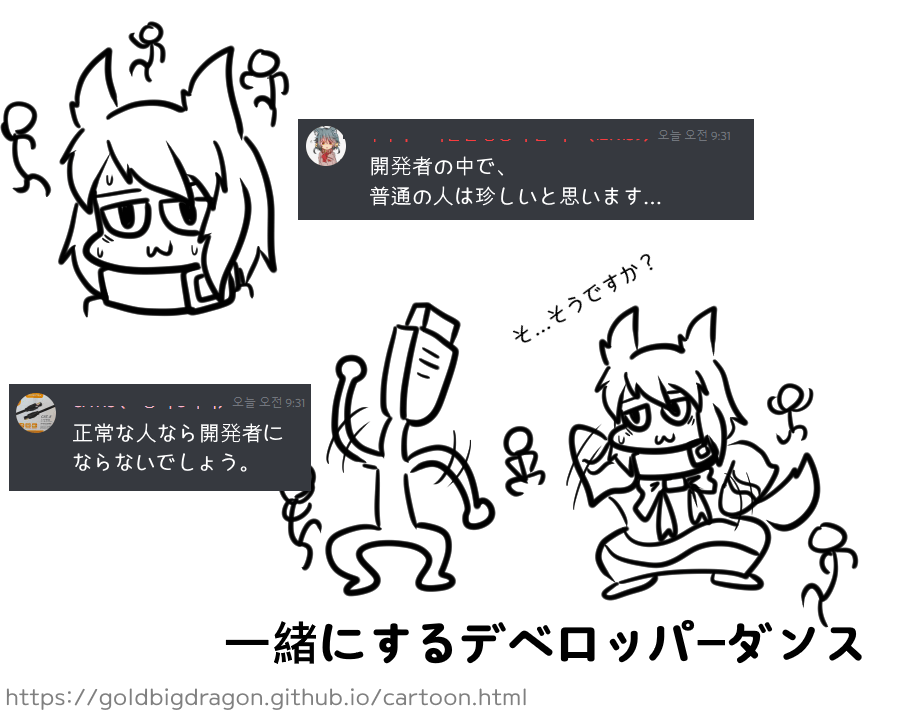 오늘 오전 9:31
開発者の中で、
普通の人は珍しいと思います...
そ...そうですか？
오늘 오전 9:31
正常な人なら開発者に
ならないでしょう。
一緒にするデベロッパーダンス
https://goldbigdragon.github.io/cartoon.html